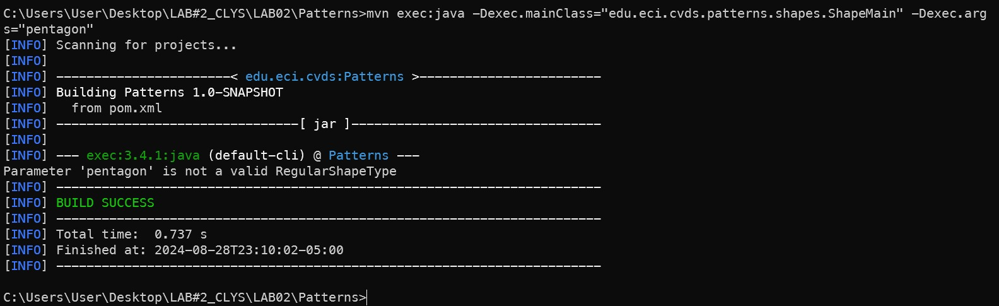 C:\Users\User\Desktop\LAB#2_CLYS\LAB02\Patterns>mvn exec:java -Dexec.mainClass="edu.eci.cvds.patterns.shapes.ShapeMain" -Dexec.arg
s="pentagon"
[INFO] Scanning for projects...
[INFO]
[INFO] -----------------------< edu.eci.cvds:Patterns >------------------------
[INFO] Building Patterns 1.0-SNAPSHOT
[INFO]   from pom.xml
[INFO] --------------------------------[ jar ]---------------------------------
[INFO]
[INFO] --- exec:3.4.1:java (default-cli) @ Patterns ---
Parameter 'pentagon' is not a valid RegularShapeType
[INFO] ------------------------------------------------------------------------
[INFO] BUILD SUCCESS
[INFO] ------------------------------------------------------------------------
[INFO] Total time:  0.737 s
[INFO] Finished at: 2024-08-28T23:10:02-05:00
[INFO] ------------------------------------------------------------------------
C:\Users\User\Desktop\LAB#2_CLYS\LAB02\Patterns>